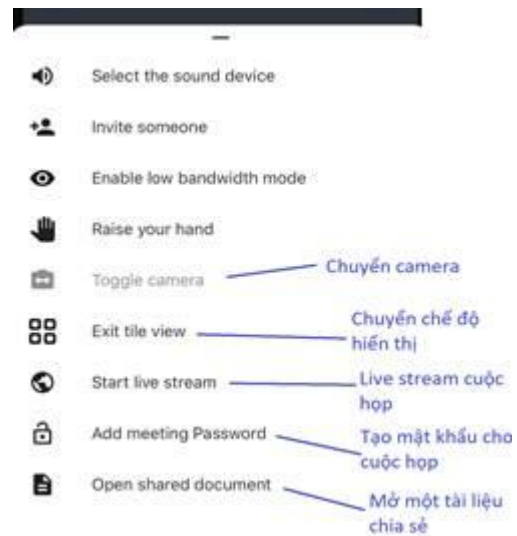 Select the sound device
Invite someone
Enable low bandwidth mode
Raise your hand
Toggle camera
Chuyển camera
Exit tile view
Chuyển chế độ
hiển thị
Start live stream
Live stream cuộc
họp
Add meeting Password
Tạo mật khẩu cho
cuộc họp
Open shared document
Mở một tài liệu
chia sẻ